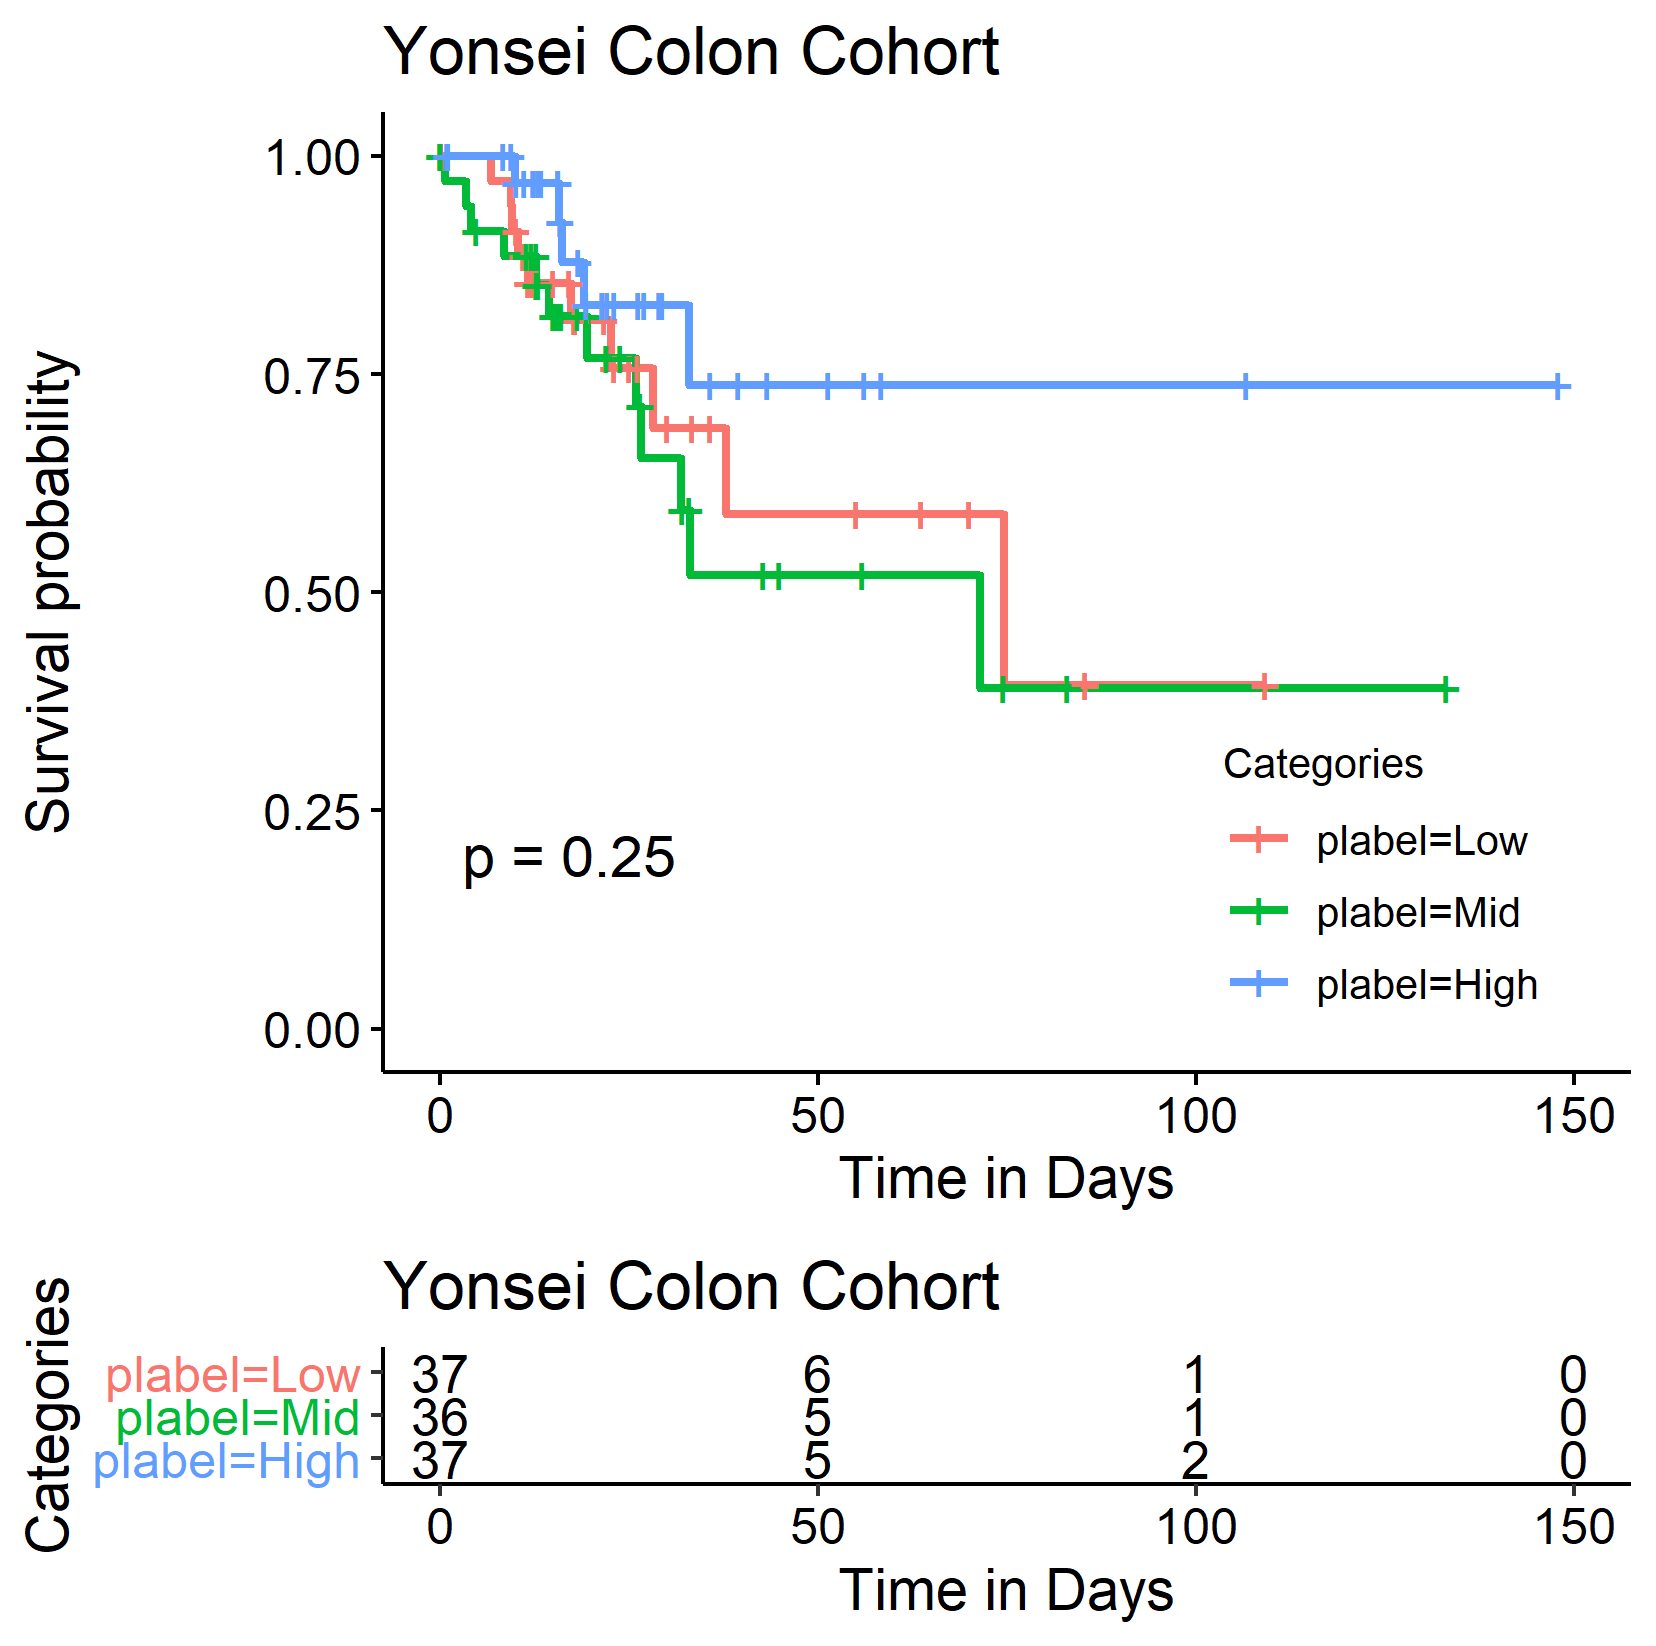 Yonsei Colon Cohort
Survival probability
1.00
0.75
0.50
0.25
0.00
p = 0.25
Categories
plabel=Low
plabel=Mid
plabel=High
0 50 100 150
Time in Days
Yonsei Colon Cohort
Categories
plabel=Low 37 6 1 0
plabel=Mid 36 5 1 0
plabel=High 37 5 2 0
0 50 100 150
Time in Days